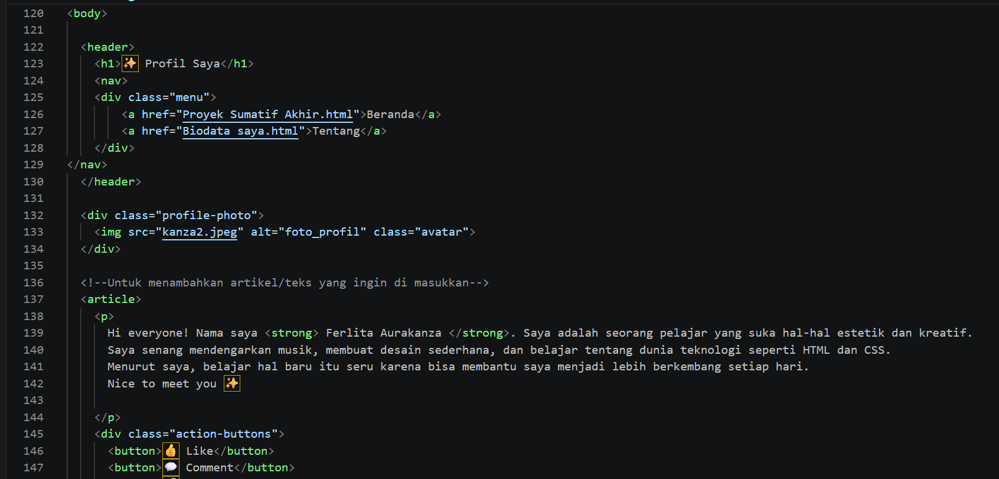 120 <body>
121
122 <header>
123 <h1>✨ Profil Saya</h1>
124 <nav>
125 <div class="menu">
126 <a href="Proyek Sumatif Akhir.html">Beranda</a>
127 <a href="Biodata saya.html">Tentang</a>
128 </div>
129 </nav>
130 </header>
131
132 <div class="profile-photo">
133 <img src="kanza2.jpeg" alt="foto_profil" class="avatar">
134 </div>
135
136 <!--Untuk menambahkan artikel/teks yang ingin di masukkan-->
137 <article>
138 <p>
139 Hi everyone! Nama saya <strong> Ferlita Aurakanza </strong>. Saya adalah seorang pelajar yang suka hal-hal estetik dan kreatif.
140 Saya senang mendengarkan musik, membuat desain sederhana, dan belajar tentang dunia teknologi seperti HTML dan CSS.
141 Menurut saya, belajar hal baru itu seru karena bisa membantu saya menjadi lebih berkembang setiap hari.
142 Nice to meet you ✨
143
144 </p>
145 <div class="action-buttons">
146 <button>👍 Like</button>
147 <button>💬 Comment</button>